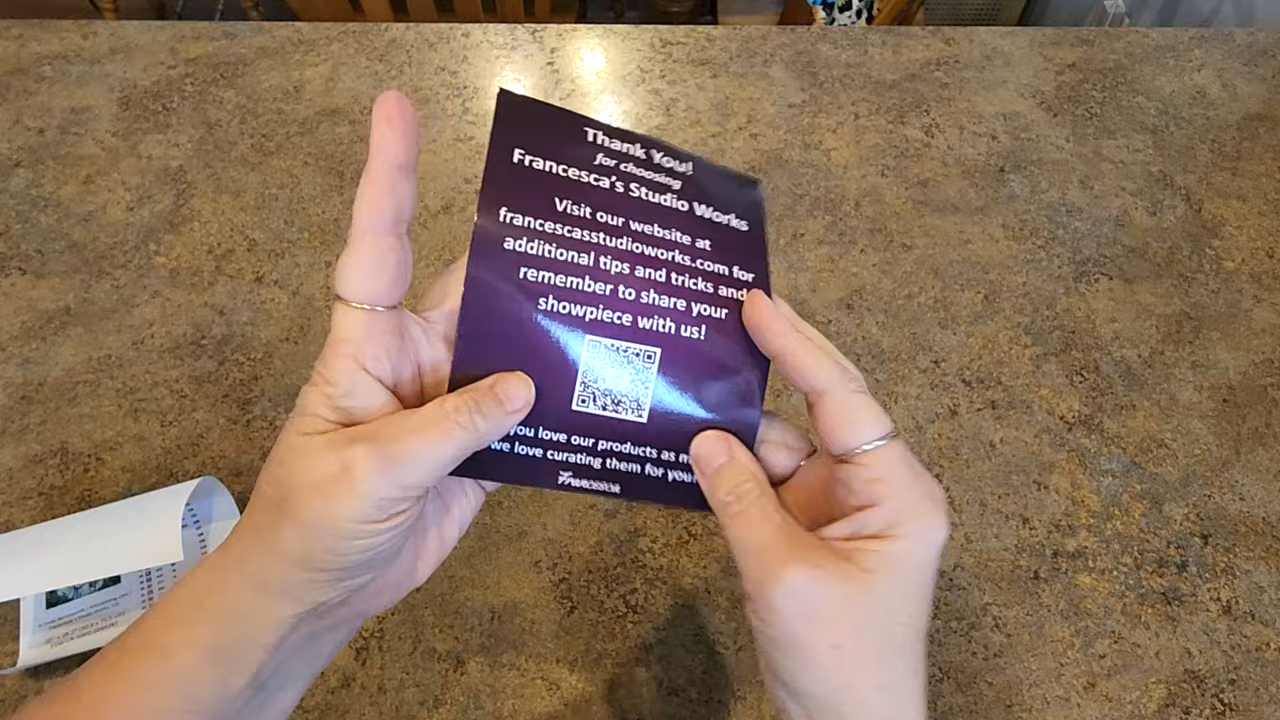 Thank You!
for choosing
Francesca's Studio Works
Visit our website at
francescasstudioworks.com for
additional tips and tricks and
remember to share your
showpiece with us!
you love our products as
we love curating them for you!
Francesca